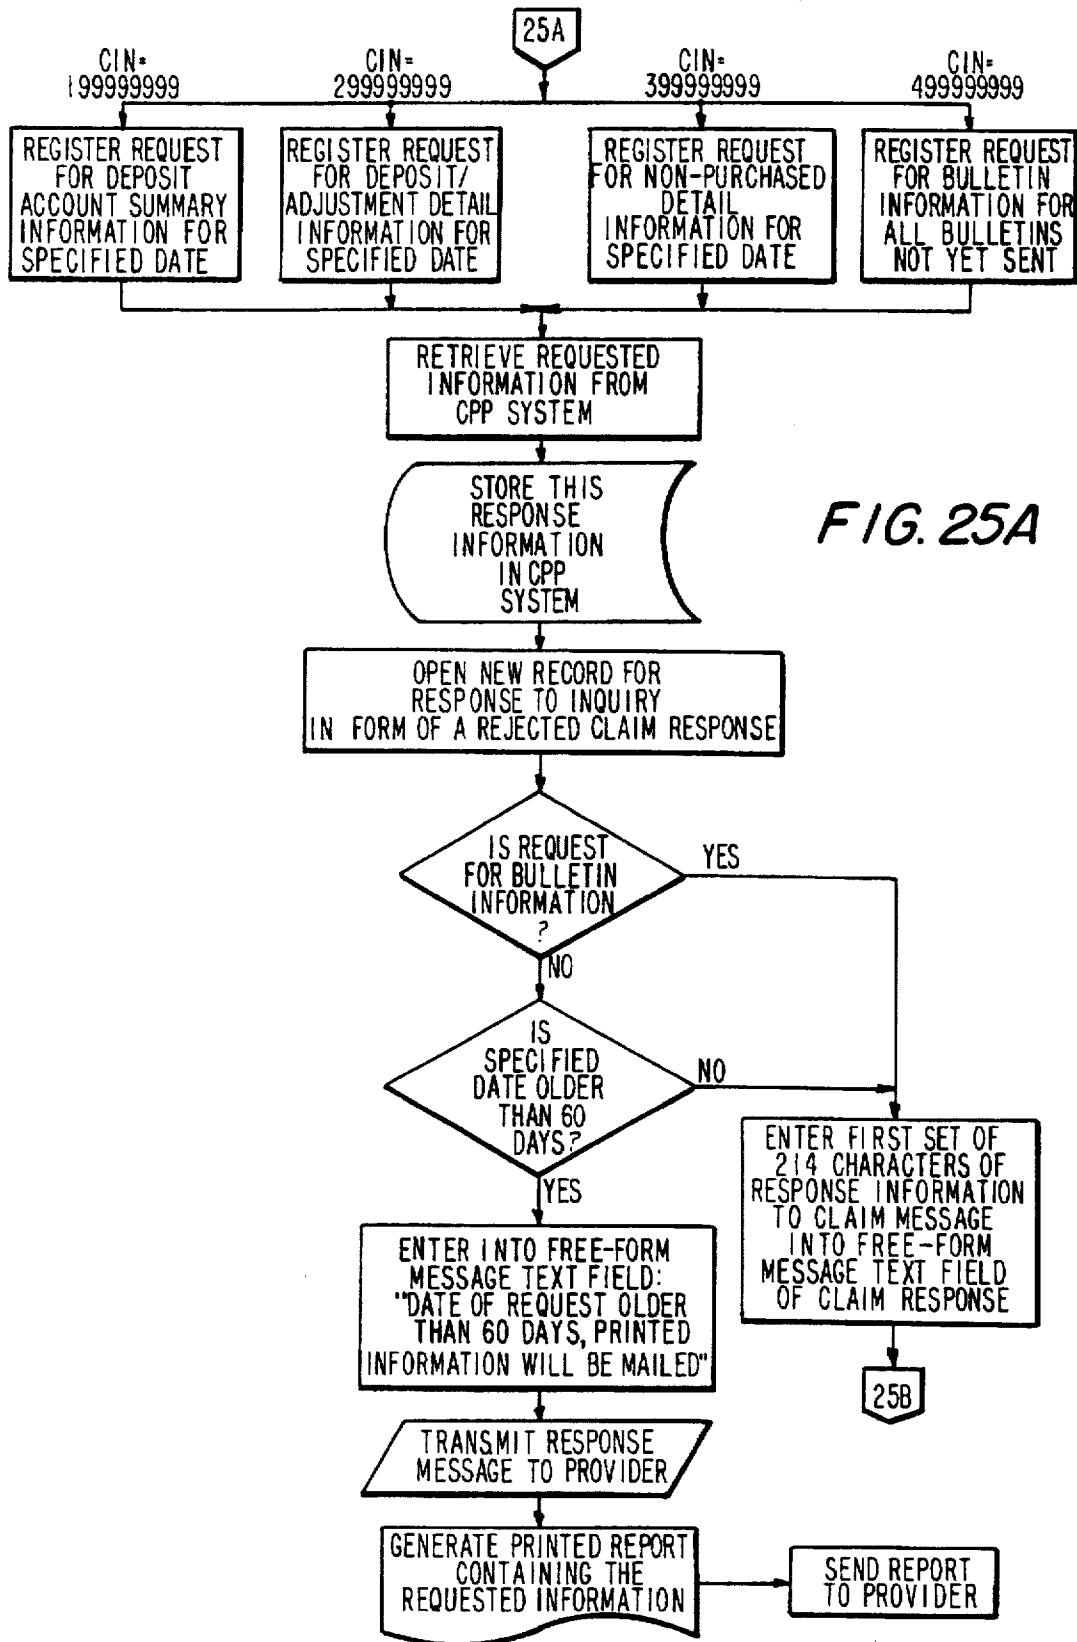 25A
CIN=
199999999
CIN=
299999999
CIN=
399999999
CIN=
499999999
REGISTER REQUEST
FOR DEPOSIT
ACCOUNT SUMMARY
INFORMATION FOR
SPECIFIED DATE
REGISTER REQUEST
FOR DEPOSIT/
ADJUSTMENT DETAIL
INFORMATION FOR
SPECIFIED DATE
REGISTER REQUEST
FOR NON-PURCHASED
DETAIL
INFORMATION FOR
SPECIFIED DATE
REGISTER REQUEST
FOR BULLETIN
INFORMATION FOR
ALL BULLETINS
NOT YET SENT
RETRIEVE REQUESTED
INFORMATION FROM
CPP SYSTEM
STORE THIS
RESPONSE
INFORMATION
IN CPP
SYSTEM
FIG. 25A
OPEN NEW RECORD FOR
RESPONSE TO INQUIRY
IN FORM OF A REJECTED CLAIM RESPONSE
IS REQUEST
FOR BULLETIN
INFORMATION
?
YES
NO
IS
SPECIFIED
DATE OLDER
THAN 60
DAYS?
NO
YES
ENTER FIRST SET OF
214 CHARACTERS OF
RESPONSE INFORMATION
TO CLAIM MESSAGE
INTO FREE-FORM
MESSAGE TEXT FIELD
OF CLAIM RESPONSE
25B
ENTER INTO FREE-FORM
MESSAGE TEXT FIELD:
"DATE OF REQUEST OLDER
THAN 60 DAYS, PRINTED
INFORMATION WILL BE MAILED"
TRANSMIT RESPONSE
MESSAGE TO PROVIDER
GENERATE PRINTED REPORT
CONTAINING THE
REQUESTED INFORMATION
SEND REPORT
TO PROVIDER